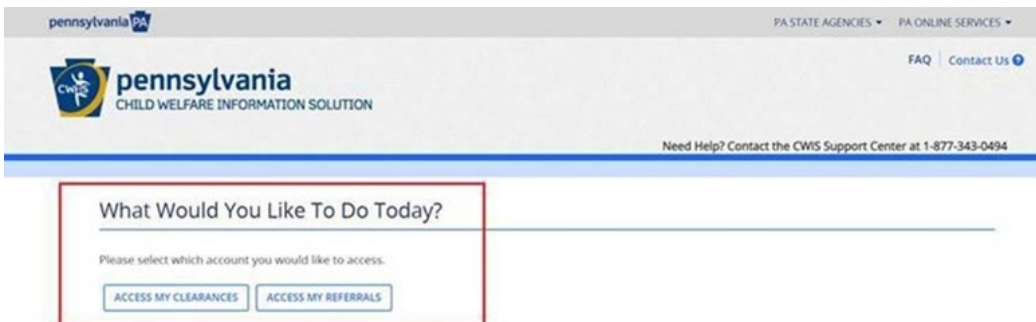 pennsylvania PA
PA STATE AGENCIES PA ONLINE SERVICES
FAQ Contact Us ?
CWIS pennsylvania
CHILD WELFARE INFORMATION SOLUTION
Need Help? Contact the CWIS Support Center at 1-877-343-0494
What Would You Like To Do Today?
Please select which account you would like to access.
ACCESS MY CLEARANCES ACCESS MY REFERRALS